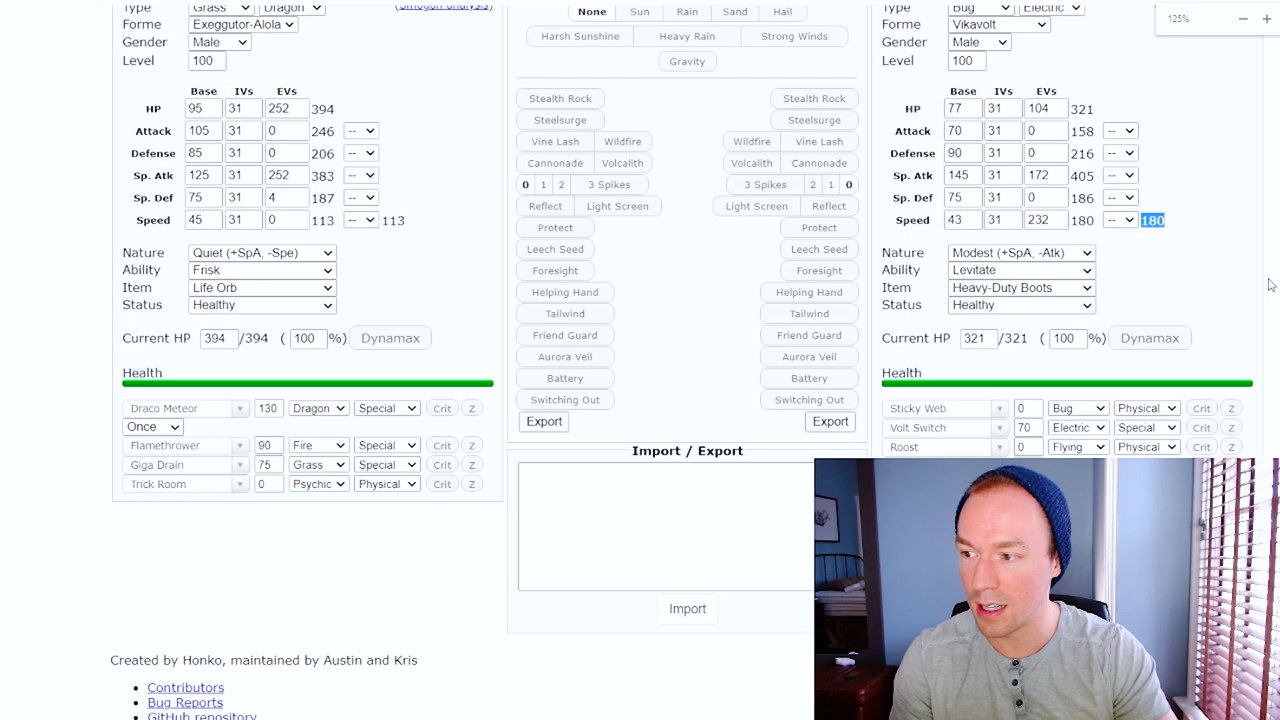 Type Grass Dragon
(Smogon analysis)
Forme Exeggutor-Alola
Gender Male
Level 100
Base IVs EVs
HP 95 31 252 394
Attack 105 31 0 246 --
Defense 85 31 0 206 --
Sp. Atk 125 31 252 383 --
Sp. Def 75 31 4 187 --
Speed 45 31 0 113 -- 113
Nature Quiet (+SpA, -Spe)
Ability Frisk
Item Life Orb
Status Healthy
Current HP 394 /394 ( 100 %) Dynamax
Health
Draco Meteor 130 Dragon Special Crit Z
Once
Flamethrower 90 Fire Special Crit Z
Giga Drain 75 Grass Special Crit Z
Trick Room 0 Psychic Physical Crit Z
None Sun Rain Sand Hail
Harsh Sunshine Heavy Rain Strong Winds
Gravity
Stealth Rock Stealth Rock
Steelsurge Steelsurge
Vine Lash Wildfire Wildfire Vine Lash
Cannonade Volcalith Volcalith Cannonade
0 1 2 3 Spikes 3 Spikes 2 1 0
Reflect Light Screen Light Screen Reflect
Protect Protect
Leech Seed Leech Seed
Foresight Foresight
Helping Hand Helping Hand
Tailwind Tailwind
Friend Guard Friend Guard
Aurora Veil Aurora Veil
Battery Battery
Switching Out Switching Out
Export Export
Import / Export
Import
Type Bug Electric
Forme Vikavolt
Gender Male
Level 100
Base IVs EVs
HP 77 31 104 321
Attack 70 31 0 158 --
Defense 90 31 0 216 --
Sp. Atk 145 31 172 405 --
Sp. Def 75 31 0 186 --
Speed 43 31 232 180 -- 180
Nature Modest (+SpA, -Atk)
Ability Levitate
Item Heavy-Duty Boots
Status Healthy
Current HP 321 /321 ( 100 %) Dynamax
Health
Sticky Web 0 Bug Physical Crit Z
Volt Switch 70 Electric Special Crit Z
Roost 0 Flying Physical Crit Z
125% − +
Created by Honko, maintained by Austin and Kris
• Contributors
• Bug Reports
• GitHub repository